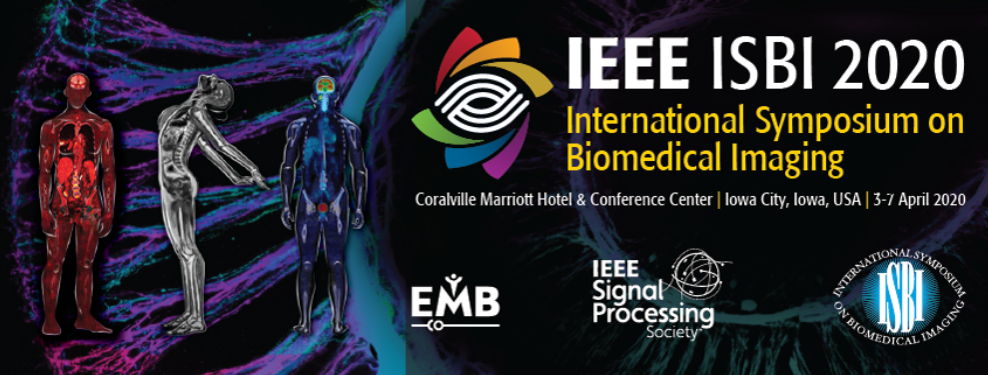 IEEE ISBI 2020
International Symposium on
Biomedical Imaging
Coralville Marriott Hotel & Conference Center | Iowa City, Iowa, USA | 3-7 April 2020
EMB
IEEE
Signal
Processing
Society
INTERNATIONAL SYMPOSIUM
ISBI
ON BIOMEDICAL IMAGING